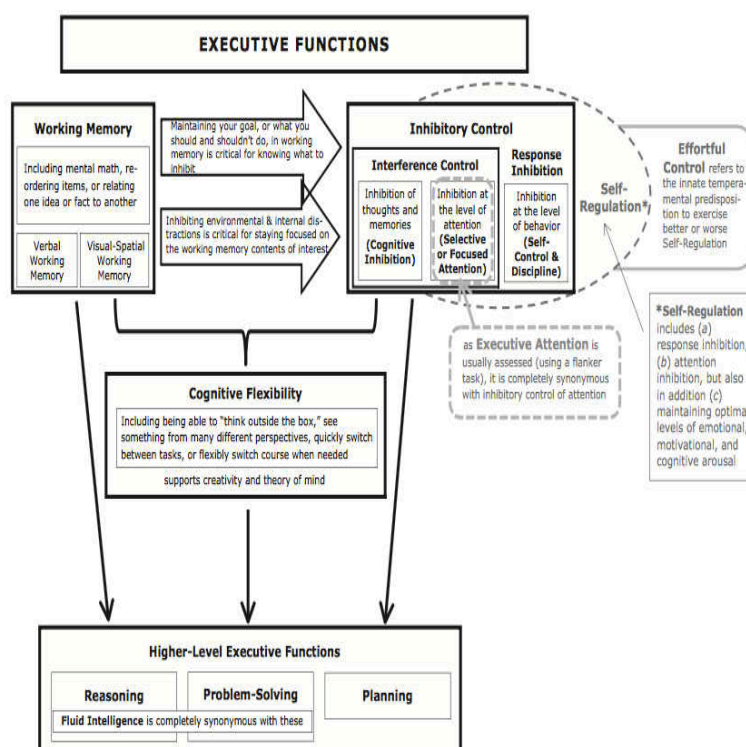 EXECUTIVE FUNCTIONS
Working Memory
Including mental math, re-
ordering items, or relating
one idea or fact to another
Verbal
Working
Memory
Visual-Spatial
Working
Memory
Maintaining your goal, or what you
should and shouldn't do, in working
memory is critical for knowing what to
inhibit
Inhibiting environmental & internal dis-
tractions is critical for staying focused
on the working memory contents of interest
Inhibitory Control
Interference Control
Inhibition of
thoughts and
memories
(Cognitive
Inhibition)
Inhibition at
the level of
attention
(Selective
or Focused
Attention)
Response
Inhibition
Inhibition
at the level
of behavior
(Self-
Control &
Discipline)
Self-
Regulation*
Effortful
Control refers to
the innate tempera-
mental predisposi-
tion to exercise
better or worse
Self-Regulation
*Self-Regulation
includes (a)
response inhibition,
(b) attention
inhibition, but also
in addition (c)
maintaining optima
levels of emotional,
motivational, and
cognitive arousal
as Executive Attention is
usually assessed (using a flanker
task), it is completely synonymous
with inhibitory control of attention
Cognitive Flexibility
Including being able to "think outside the box," see
something from many different perspectives, quickly switch
between tasks, or flexibly switch course when needed
supports creativity and theory of mind
Higher-Level Executive Functions
Reasoning
Problem-Solving
Planning
Fluid Intelligence is completely synonymous with these